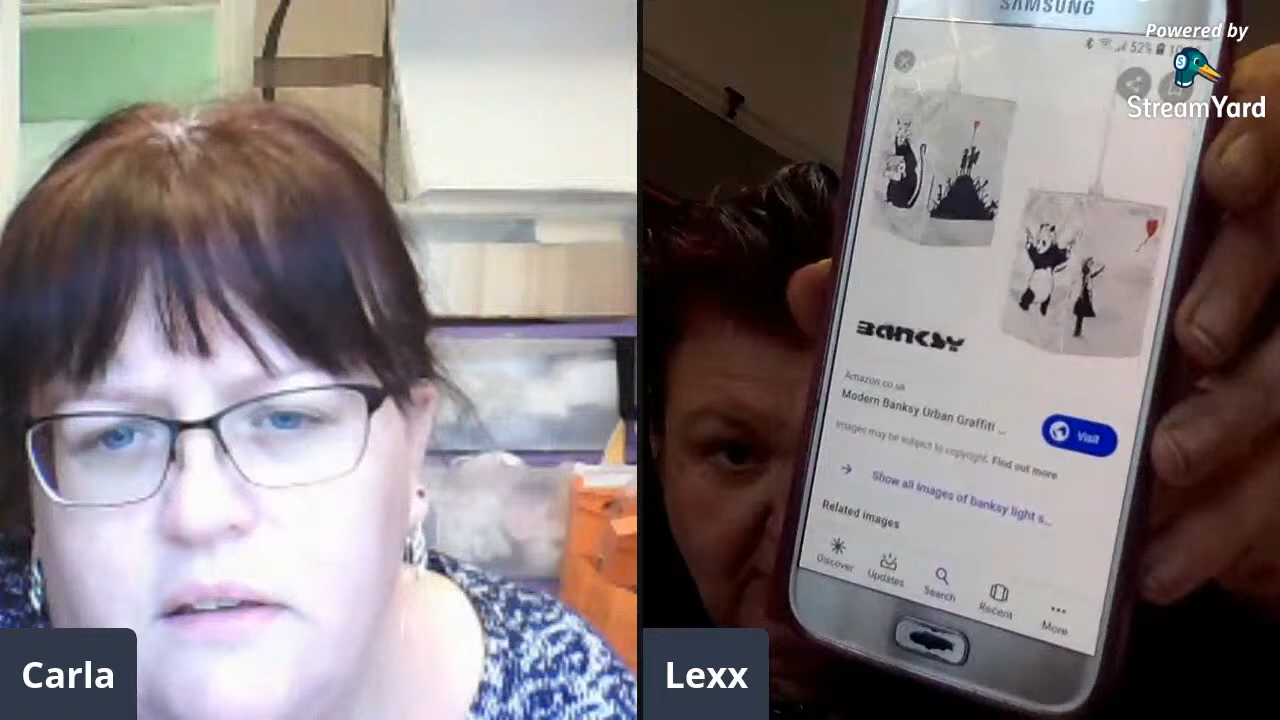 SAMSUNG
Powered by
StreamYard
52%
BANKSY
Amazon.co.uk
Modern Banksy Urban Graffiti ...
Visit
Images may be subject to copyright. Find out more
Show all images of banksy light s...
Related images
Discover
Updates
Search
Recent
More
Carla
Lexx